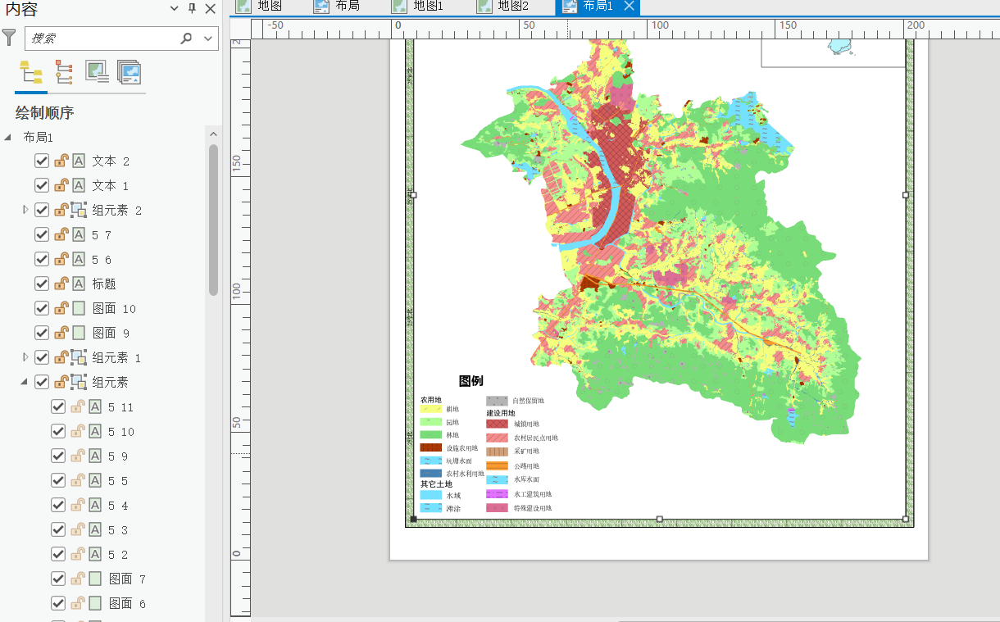 内容
搜索
绘制顺序
布局1
文本 2
文本 1
组元素 2
5 7
5 6
标题
图面 10
图面 9
组元素 1
组元素
5 11
5 10
5 9
5 5
5 4
5 3
5 2
图面 7
图面 6
地图
布局
地图1
地图2
布局1
-50
0
50
100
150
200
2
150
100
50
0
图例
农用地
耕地
园地
林地
设施农用地
坑塘水面
农村水利用地
其它土地
水域
滩涂
自然保留地
建设用地
城镇用地
农村居民点用地
采矿用地
公路用地
水库水面
水工建筑用地
特殊建设用地